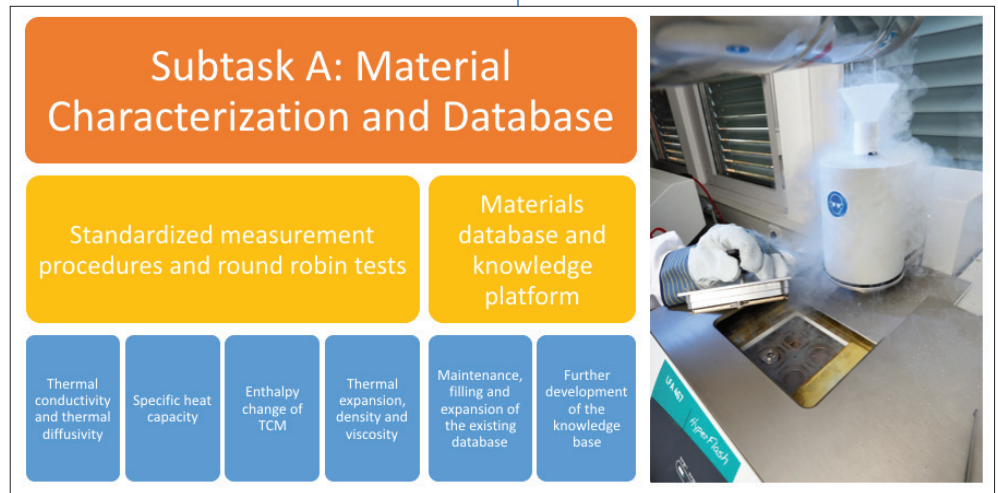 Subtask A: Material
Characterization and Database
Standardized measurement
procedures and round robin tests
Materials
database and
knowledge
platform
Thermal
conductivity
and thermal
diffusivity
Specific heat
capacity
Enthalpy
change of
TCM
Thermal
expansion,
density and
viscosity
Maintenance,
filling and
expansion of
the existing
database
Further
development
of the
knowledge
base
LFA 467
HyperFlash